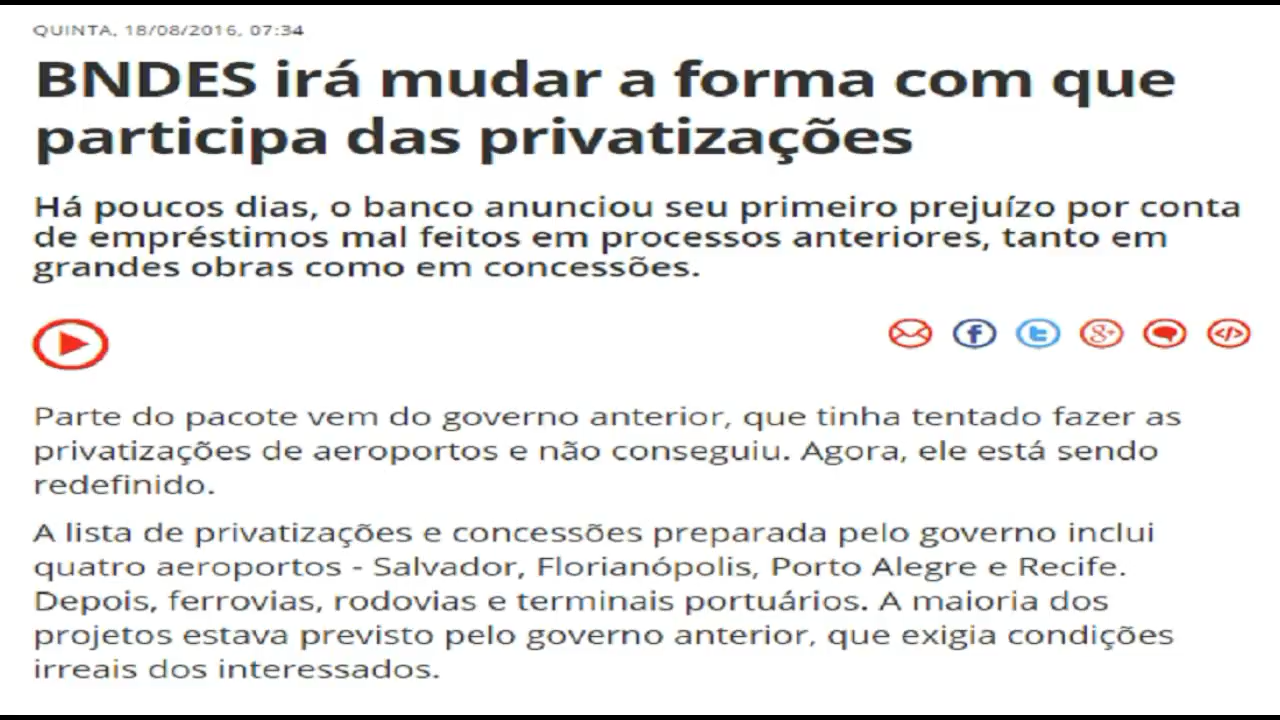 QUINTA, 18/08/2016, 07:34
BNDES irá mudar a forma com que
participa das privatizações
Há poucos dias, o banco anunciou seu primeiro prejuízo por conta
de empréstimos mal feitos em processos anteriores, tanto em
grandes obras como em concessões.
Parte do pacote vem do governo anterior, que tinha tentado fazer as
privatizações de aeroportos e não conseguiu. Agora, ele está sendo
redefinido.
A lista de privatizações e concessões preparada pelo governo inclui
quatro aeroportos - Salvador, Florianópolis, Porto Alegre e Recife.
Depois, ferrovias, rodovias e terminais portuários. A maioria dos
projetos estava previsto pelo governo anterior, que exigia condições
irreais dos interessados.